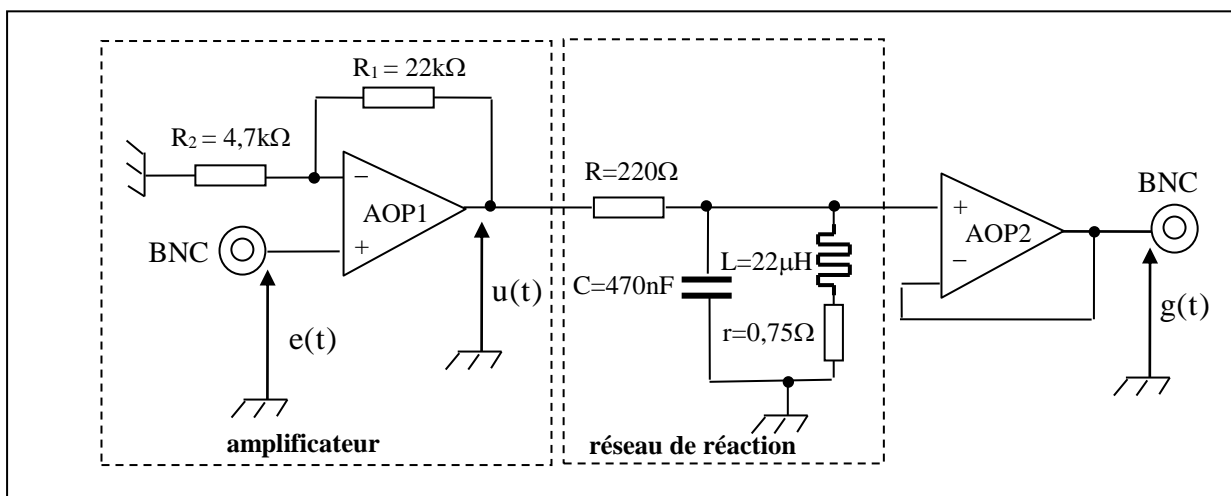 R₁ = 22kΩ
R₂ = 4,7kΩ
−
AOP1
+
BNC
e(t)
u(t)
amplificateur
R=220Ω
C=470nF
L=22μH
r=0,75Ω
réseau de réaction
+
AOP2
−
BNC
g(t)